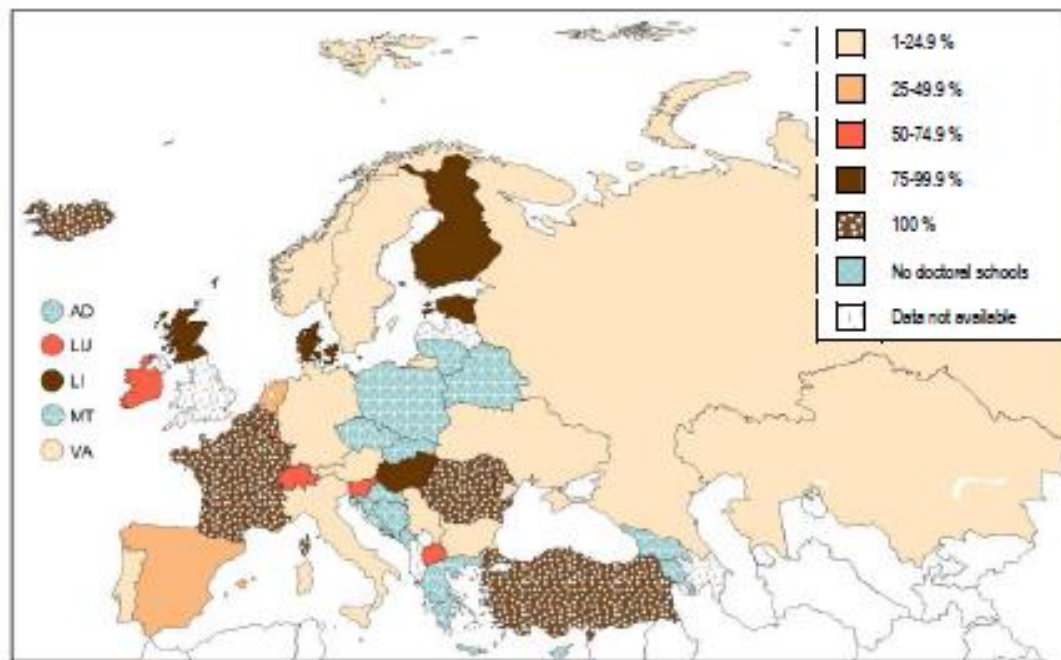 1-24.9 %
25-49.9 %
50-74.9 %
75-99.9 %
100 %
No doctoral schools
Data not available
AD
LU
LI
MT
VA